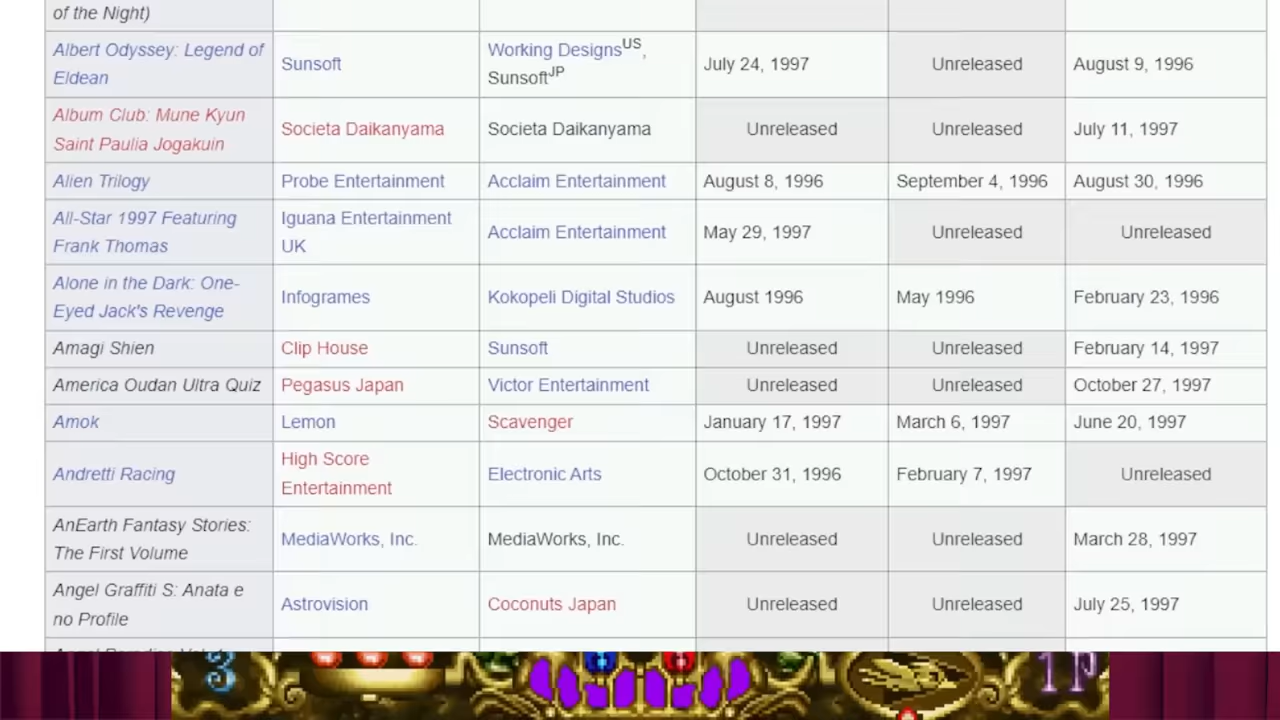 of the Night)
Albert Odyssey: Legend of
Eldean
Sunsoft
Working DesignsUS,
SunsoftJP
July 24, 1997
Unreleased
August 9, 1996
Album Club: Mune Kyun
Saint Paulia Jogakuin
Societa Daikanyama
Societa Daikanyama
Unreleased
Unreleased
July 11, 1997
Alien Trilogy
Probe Entertainment
Acclaim Entertainment
August 8, 1996
September 4, 1996
August 30, 1996
All-Star 1997 Featuring
Frank Thomas
Iguana Entertainment
UK
Acclaim Entertainment
May 29, 1997
Unreleased
Unreleased
Alone in the Dark: One-
Eyed Jack's Revenge
Infogrames
Kokopeli Digital Studios
August 1996
May 1996
February 23, 1996
Amagi Shien
Clip House
Sunsoft
Unreleased
Unreleased
February 14, 1997
America Oudan Ultra Quiz
Pegasus Japan
Victor Entertainment
Unreleased
Unreleased
October 27, 1997
Amok
Lemon
Scavenger
January 17, 1997
March 6, 1997
June 20, 1997
Andretti Racing
High Score
Entertainment
Electronic Arts
October 31, 1996
February 7, 1997
Unreleased
AnEarth Fantasy Stories:
The First Volume
MediaWorks, Inc.
MediaWorks, Inc.
Unreleased
Unreleased
March 28, 1997
Angel Graffiti S: Anata e
no Profile
Astrovision
Coconuts Japan
Unreleased
Unreleased
July 25, 1997
3
1P